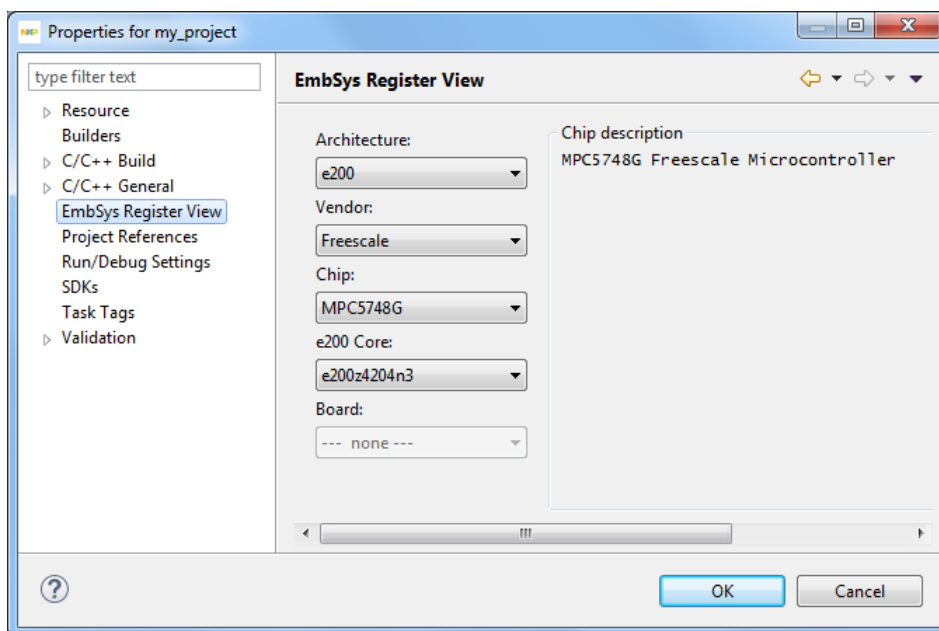 NXP Properties for my_project
type filter text
Resource
Builders
C/C++ Build
C/C++ General
EmbSys Register View
Project References
Run/Debug Settings
SDKs
Task Tags
Validation
EmbSys Register View
Architecture:
e200
Vendor:
Freescale
Chip:
MPC5748G
e200 Core:
e200z4204n3
Board:
--- none ---
Chip description
MPC5748G Freescale Microcontroller
?
OK
Cancel